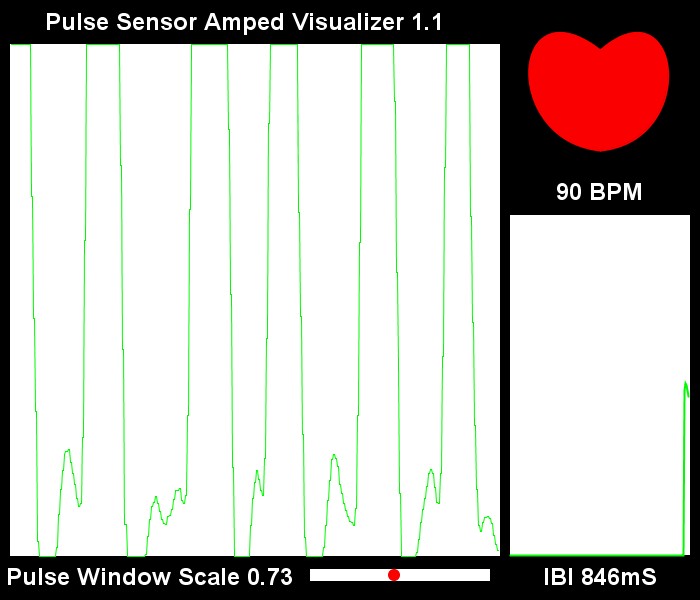 Pulse Sensor Amped Visualizer 1.1
90 BPM
Pulse Window Scale 0.73
IBI 846mS